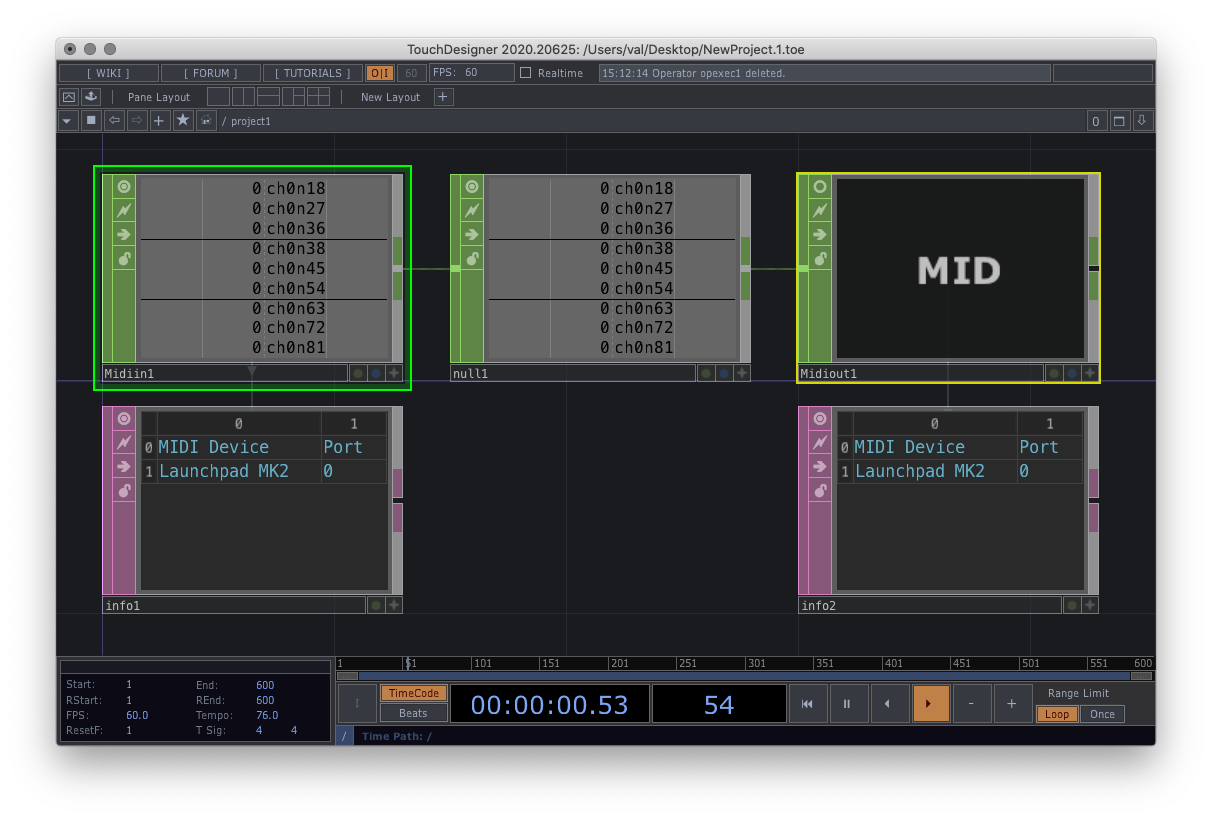 TouchDesigner 2020.20625: /Users/val/Desktop/NewProject.1.toe
[ WIKI ] [ FORUM ] [ TUTORIALS ] O|I 60 FPS: 60 Realtime 15:12:14 Operator opexec1 deleted.
Pane Layout New Layout +
/ project1 0
0 ch0n18
0 ch0n27
0 ch0n36
0 ch0n38
0 ch0n45
0 ch0n54
0 ch0n63
0 ch0n72
0 ch0n81
Midiin1
0 ch0n18
0 ch0n27
0 ch0n36
0 ch0n38
0 ch0n45
0 ch0n54
0 ch0n63
0 ch0n72
0 ch0n81
null1
MID
Midiout1
0 1
0 MIDI Device Port
1 Launchpad MK2 0
info1
0 1
0 MIDI Device Port
1 Launchpad MK2 0
info2
1 51 101 151 201 251 301 351 401 451 501 551 600
Start: 1 End: 600
RStart: 1 REnd: 600
FPS: 60.0 Tempo: 76.0
ResetF: 1 T Sig: 4 4
I TimeCode 00:00:00.53 54 - + Range Limit
Beats Loop Once
/ Time Path: /